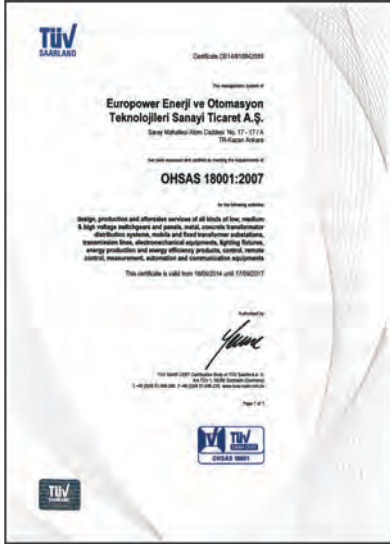 TÜV
SAARLAND
The management system of
Europower Enerji ve Otomasyon
Teknolojileri Sanayi Ticaret A.Ş.
Saray Mahallesi Atom Caddesi No. 17 - 17 / A
TR-Kazan Ankara
has been assessed and certified as meeting the requirements of
OHSAS 18001:2007
for the following activities
design, production and aftersales services of all kinds of low, medium
& high voltage switchgears and panels, metal, concrete transformator
distribution systems, mobile and fixed transformer substations,
transmission lines, electromechanical equipments, lighting fixtures,
energy production and energy efficiency products, control, remote
control, measurement, automation and communication equipments
This certificate is valid from 18/09/2014 until 17/09/2017
Authorised by
Page 1 of 1
TÜV
OHSAS 18001
TÜV
SAARLAND